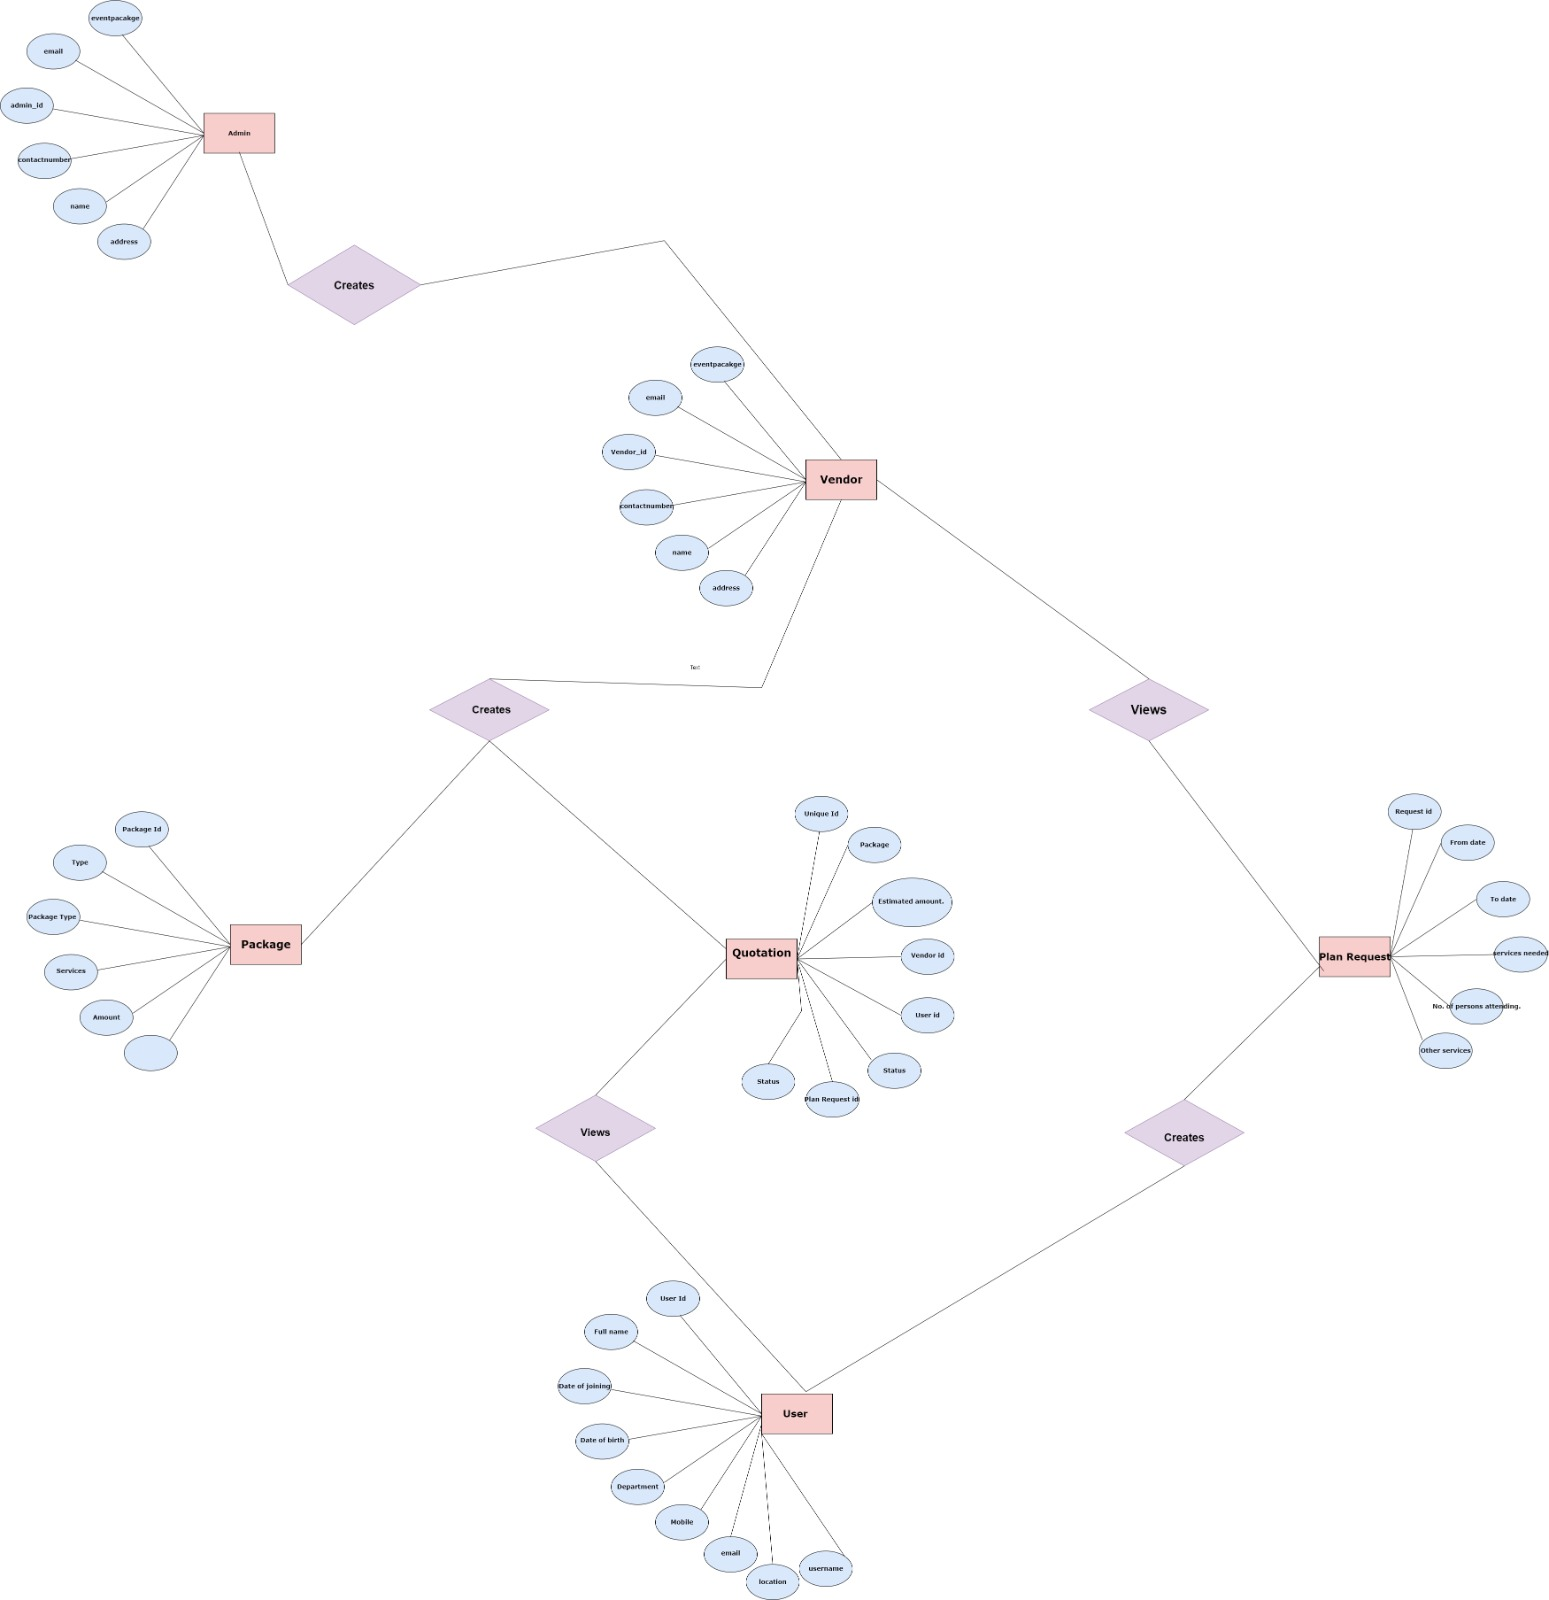 eventpacakge
email
admin_id
Admin
contactnumber
name
address
Creates
eventpacakge
email
Vendor_id
Vendor
contactnumber
name
address
Text
Creates
Views
Package Id
Type
Package Type
Package
Services
Amount
Unique Id
Package
Estimated amount.
Quotation
Vendor id
User id
Status
Status
Plan Request id
Request id
From date
To date
Plan Request
services needed
No. of persons attending.
Other services
Views
Creates
User Id
Full name
Date of joining
User
Date of birth
Department
Mobile
email
location
username